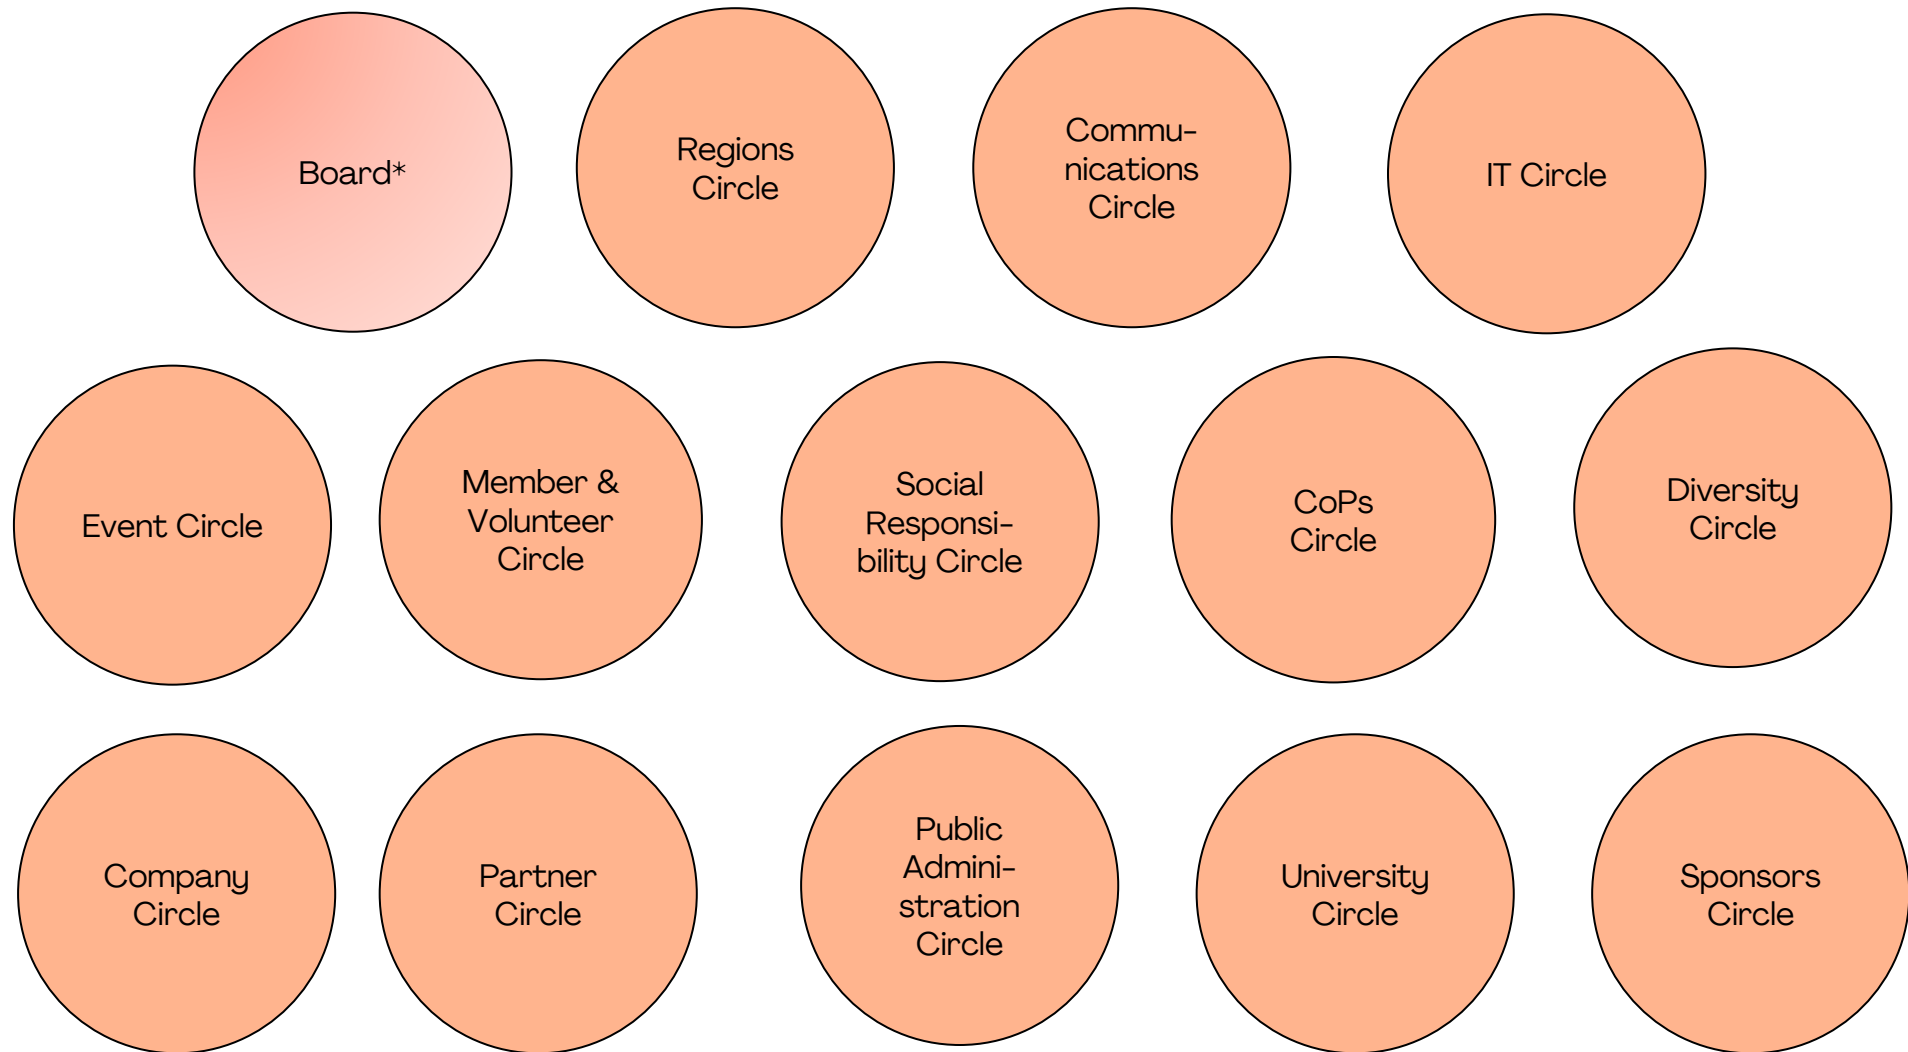 Board*
Regions
Circle
Commu-
nications
Circle
IT Circle
Event Circle
Member &
Volunteer
Circle
Social
Responsi-
bility Circle
CoPs
Circle
Diversity
Circle
Company
Circle
Partner
Circle
Public
Admini-
stration
Circle
University
Circle
Sponsors
Circle